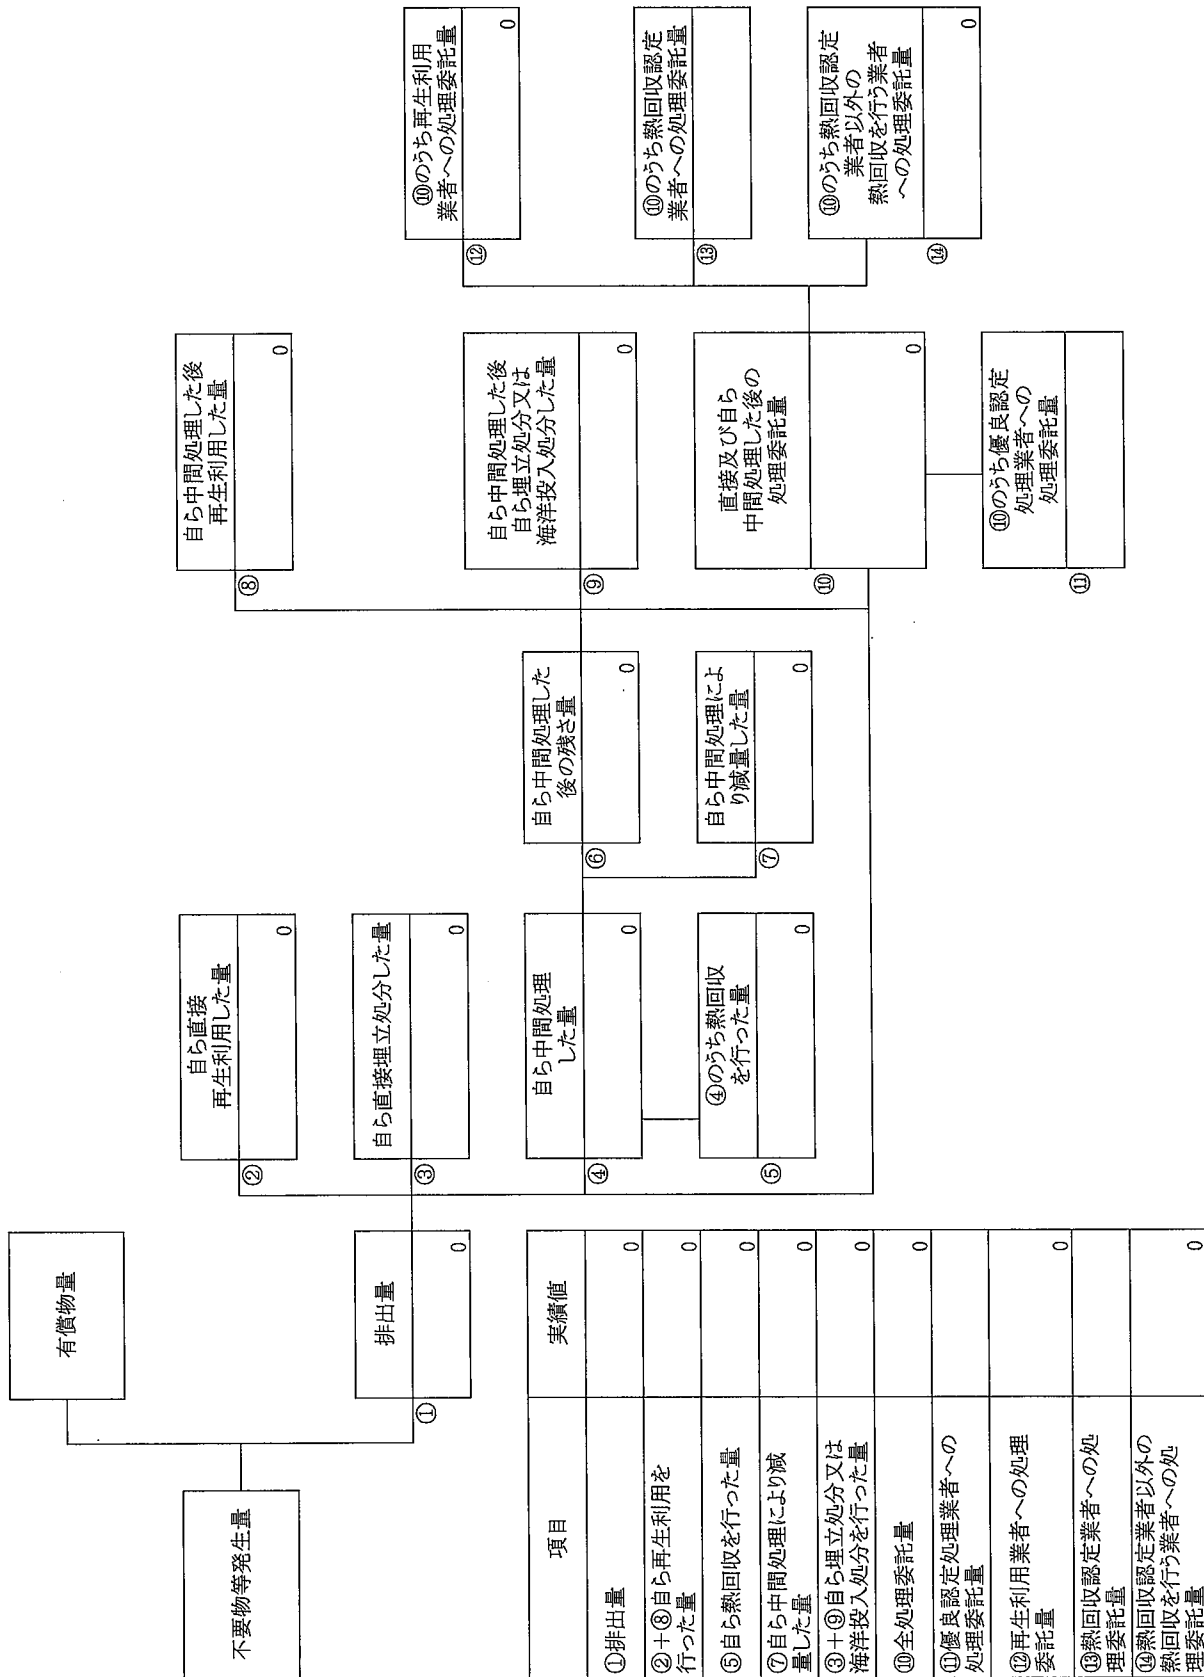 有償物量
不要物等発生量
排出量
0
①
自ら直接
再生利用した量
0
②
自ら直接埋立処分した量
0
③
自ら中間処理
した量
0
④
④のうち熱回収
を行った量
0
⑤
自ら中間処理した
後の残さ量
0
⑥
自ら中間処理によ
り減量した量
0
⑦
自ら中間処理した後
再生利用した量
0
⑧
自ら中間処理した後
自ら埋立処分又は
海洋投入処分した量
0
⑨
直接及び自ら
中間処理した後の
処理委託量
0
⑩
⑩のうち優良認定
処理業者への
処理委託量
⑪
⑩のうち再生利用
業者への処理委託量
0
⑫
⑩のうち熱回収認定
業者への処理委託量
0
⑬
⑩のうち熱回収認定
業者以外の
熱回収を行う業者
への処理委託量
0
⑭
項目 実績値
①排出量 0
②+⑧自ら再生利用を
行った量 0
⑤自ら熱回収を行った量 0
⑦自ら中間処理により減
量した量 0
③+⑨自ら埋立処分又は
海洋投入処分を行った量 0
⑩全処理委託量 0
⑪優良認定処理業者への
処理委託量
⑫再生利用業者への処理
委託量 0
⑬熱回収認定業者への処
理委託量 0
⑭熱回収認定業者以外の
熱回収を行う業者への処
理委託量 0